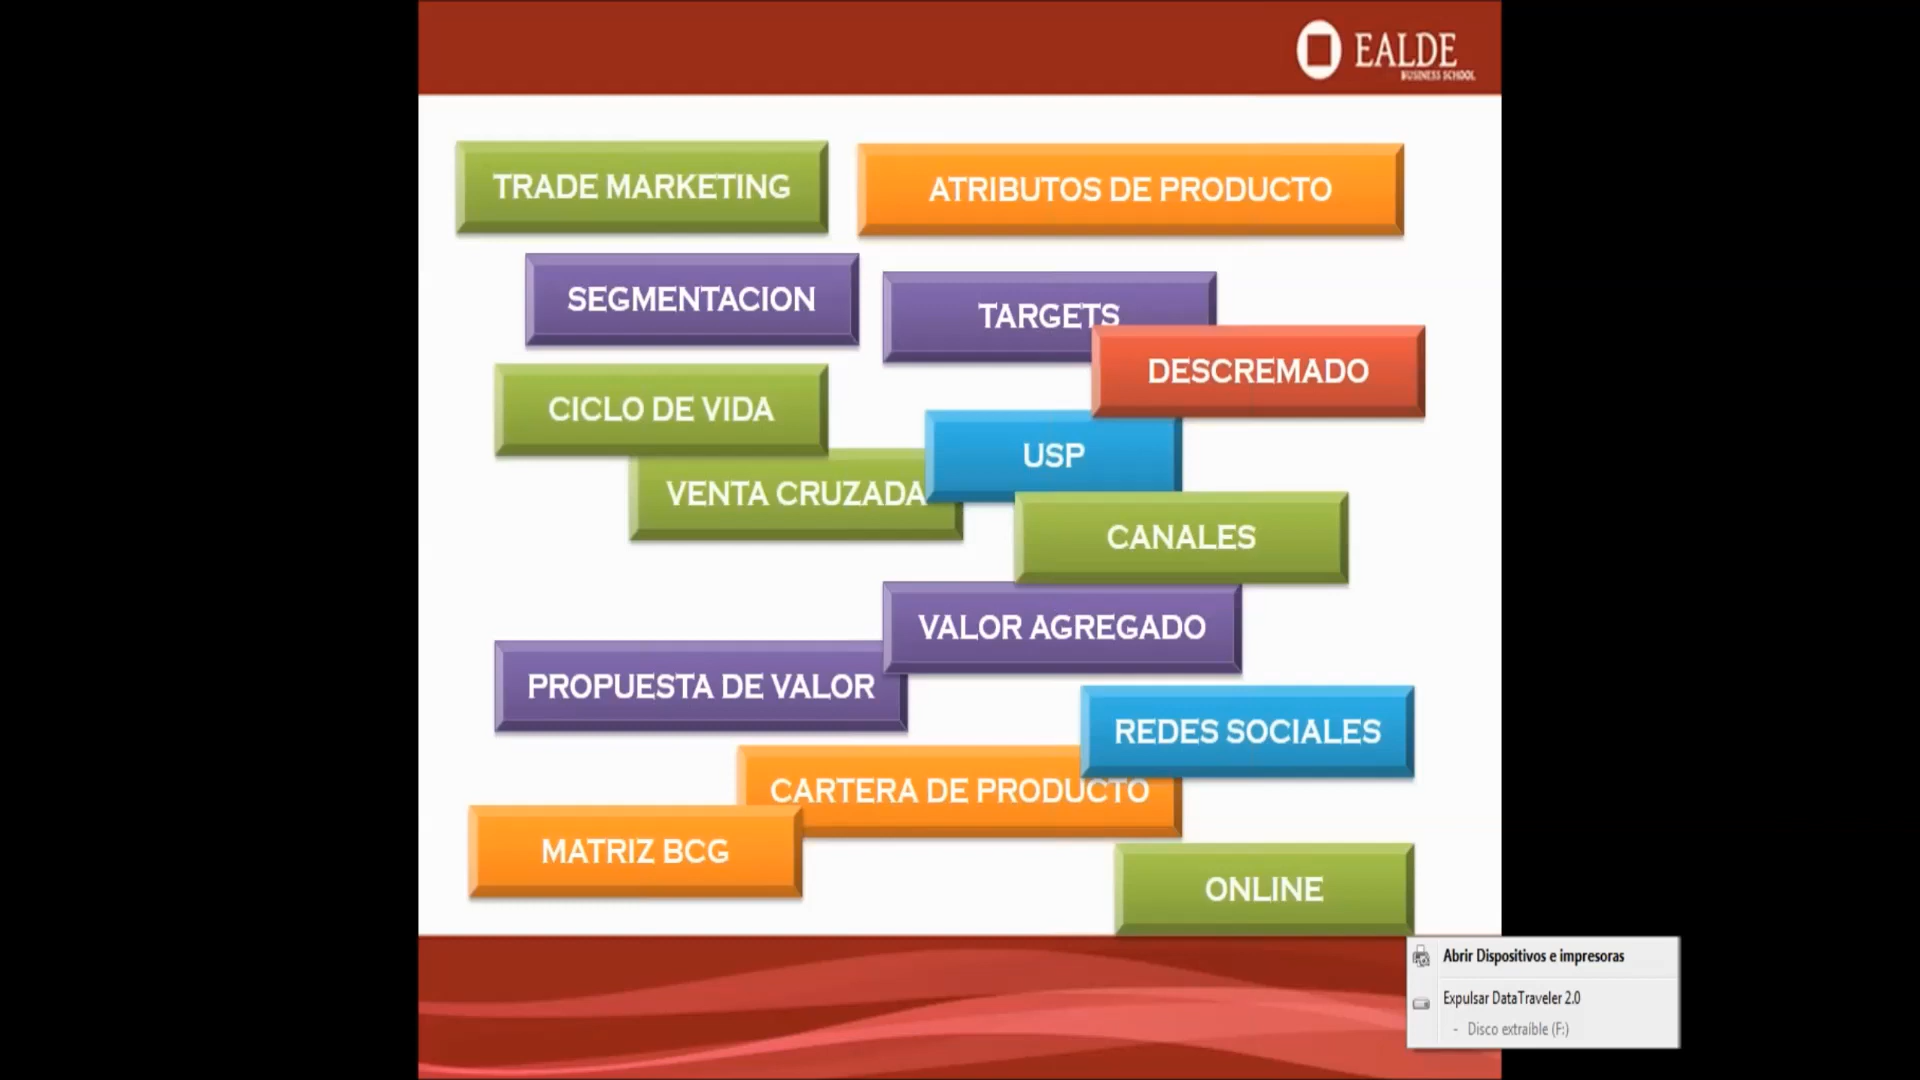 EALDE
BUSINESS SCHOOL
TRADE MARKETING
ATRIBUTOS DE PRODUCTO
SEGMENTACION
TARGETS
DESCREMADO
CICLO DE VIDA
USP
VENTA CRUZADA
CANALES
VALOR AGREGADO
PROPUESTA DE VALOR
REDES SOCIALES
CARTERA DE PRODUCTO
MATRIZ BCG
ONLINE
Abrir Dispositivos e impresoras
Expulsar DataTraveler 2.0
- Disco extraíble (F:)